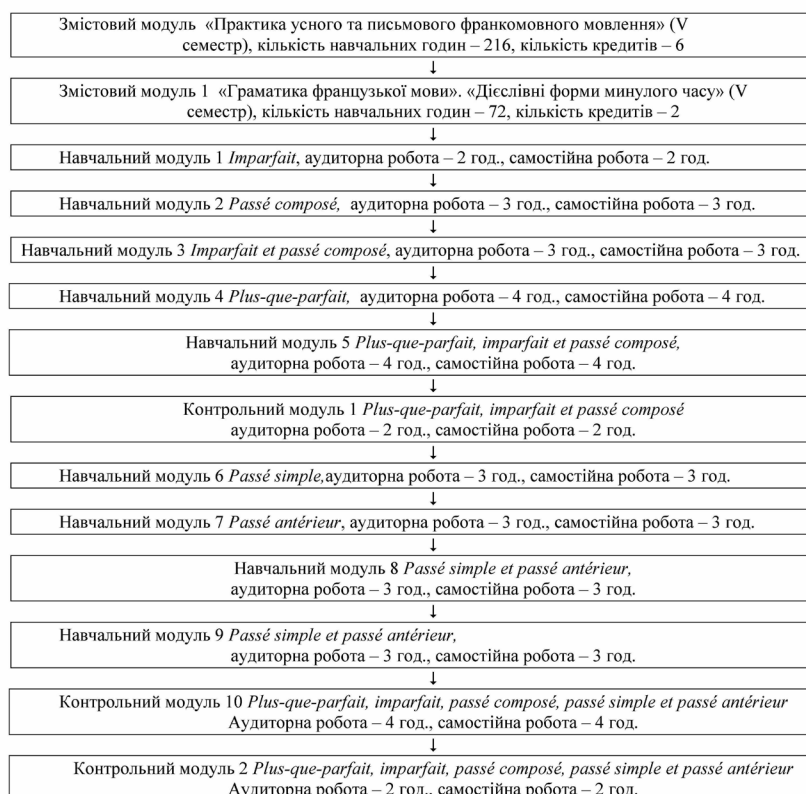 Змістовий модуль «Практика усного та письмового франкомовного мовлення» (V
семестр), кількість навчальних годин – 216, кількість кредитів – 6
↓
Змістовий модуль 1 «Граматика французької мови». «Дієслівні форми минулого часу» (V
семестр), кількість навчальних годин – 72, кількість кредитів – 2
↓
Навчальний модуль 1 Imparfait, аудиторна робота – 2 год., самостійна робота – 2 год.
↓
Навчальний модуль 2 Passé composé, аудиторна робота – 3 год., самостійна робота – 3 год.
↓
Навчальний модуль 3 Imparfait et passé composé, аудиторна робота – 3 год., самостійна робота – 3 год.
↓
Навчальний модуль 4 Plus-que-parfait, аудиторна робота – 4 год., самостійна робота – 4 год.
↓
Навчальний модуль 5 Plus-que-parfait, imparfait et passé composé,
аудиторна робота – 4 год., самостійна робота – 4 год.
↓
Контрольний модуль 1 Plus-que-parfait, imparfait et passé composé
аудиторна робота – 2 год., самостійна робота – 2 год.
↓
Навчальний модуль 6 Passé simple,аудиторна робота – 3 год., самостійна робота – 3 год.
↓
Навчальний модуль 7 Passé antérieur, аудиторна робота – 3 год., самостійна робота – 3 год.
↓
Навчальний модуль 8 Passé simple et passé antérieur,
аудиторна робота – 3 год., самостійна робота – 3 год.
↓
Навчальний модуль 9 Passé simple et passé antérieur,
аудиторна робота – 3 год., самостійна робота – 3 год.
↓
Контрольний модуль 10 Plus-que-parfait, imparfait, passé composé, passé simple et passé antérieur
Аудиторна робота – 4 год., самостійна робота – 4 год.
↓
Контрольний модуль 2 Plus-que-parfait, imparfait, passé composé, passé simple et passé antérieur
Аудиторна робота – 2 год., самостійна робота – 2 год.